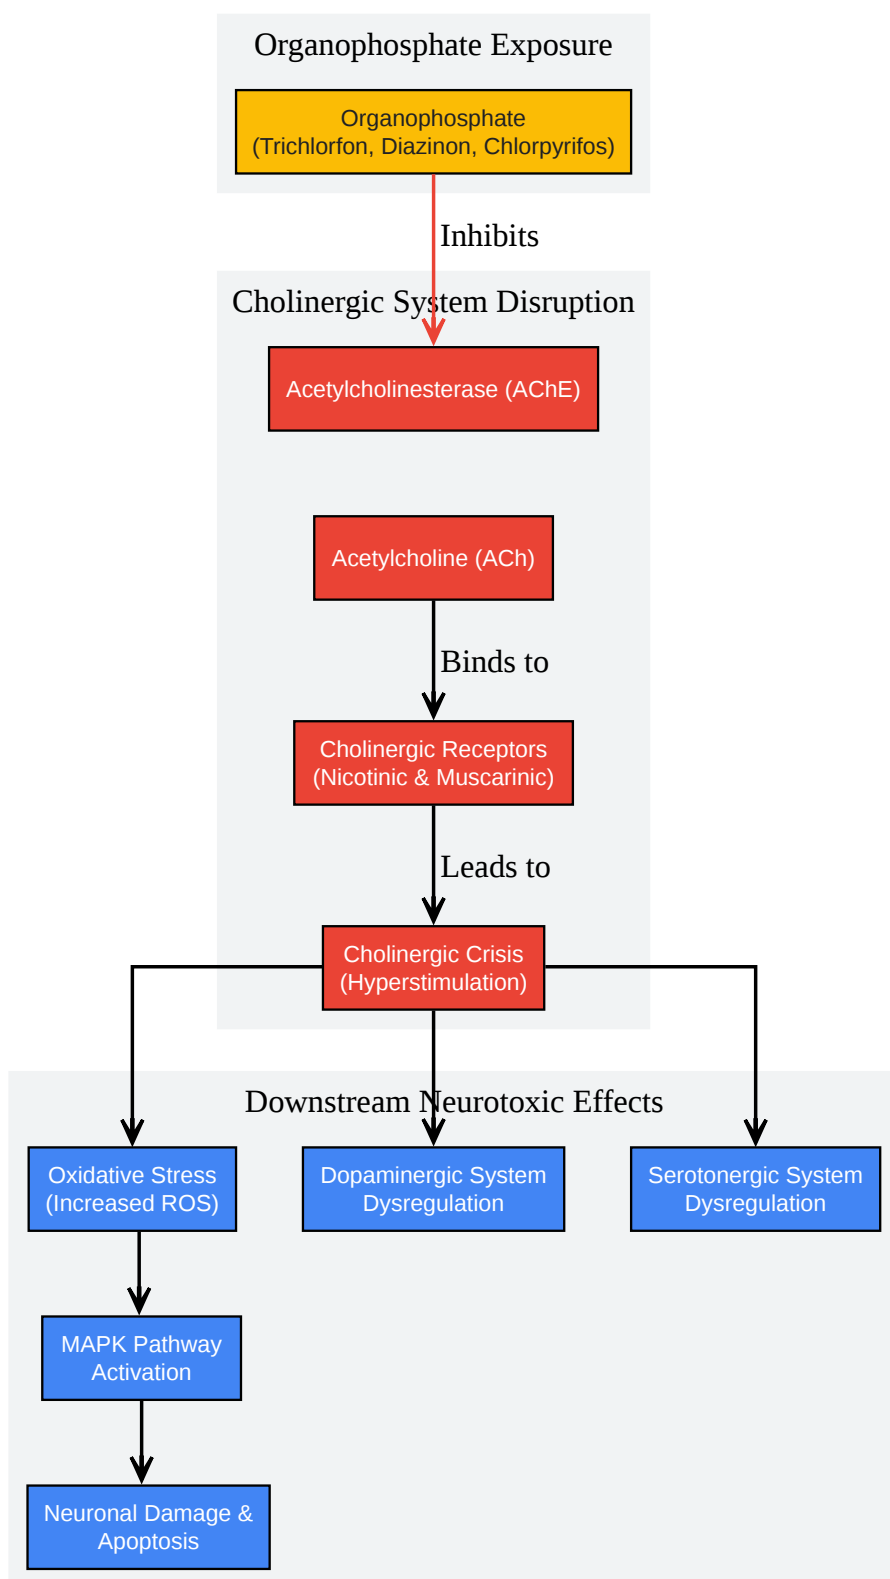 Organophosphate Exposure
Organophosphate
(Trichlorfon, Diazinon, Chlorpyrifos)
Inhibits
Cholinergic System Disruption
Acetylcholinesterase (AChE)
Acetylcholine (ACh)
Binds to
Cholinergic Receptors
(Nicotinic & Muscarinic)
Leads to
Cholinergic Crisis
(Hyperstimulation)
Downstream Neurotoxic Effects
Oxidative Stress
(Increased ROS)
Dopaminergic System
Dysregulation
Serotonergic System
Dysregulation
MAPK Pathway
Activation
Neuronal Damage &
Apoptosis